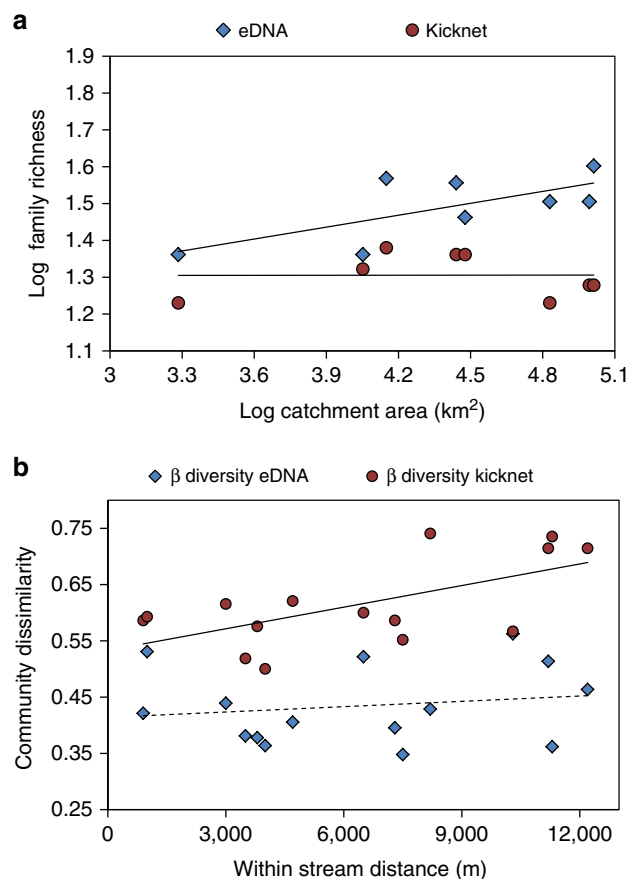 a
eDNA
Kicknet
Log family richness
1.9
1.8
1.7
1.6
1.5
1.4
1.3
1.2
1.1
3
3.3
3.6
3.9
4.2
4.5
4.8
5.1
Log catchment area (km²)
b
β diversity eDNA
β diversity kicknet
Community dissimilarity
0.75
0.65
0.55
0.45
0.35
0.25
0
3,000
6,000
9,000
12,000
Within stream distance (m)